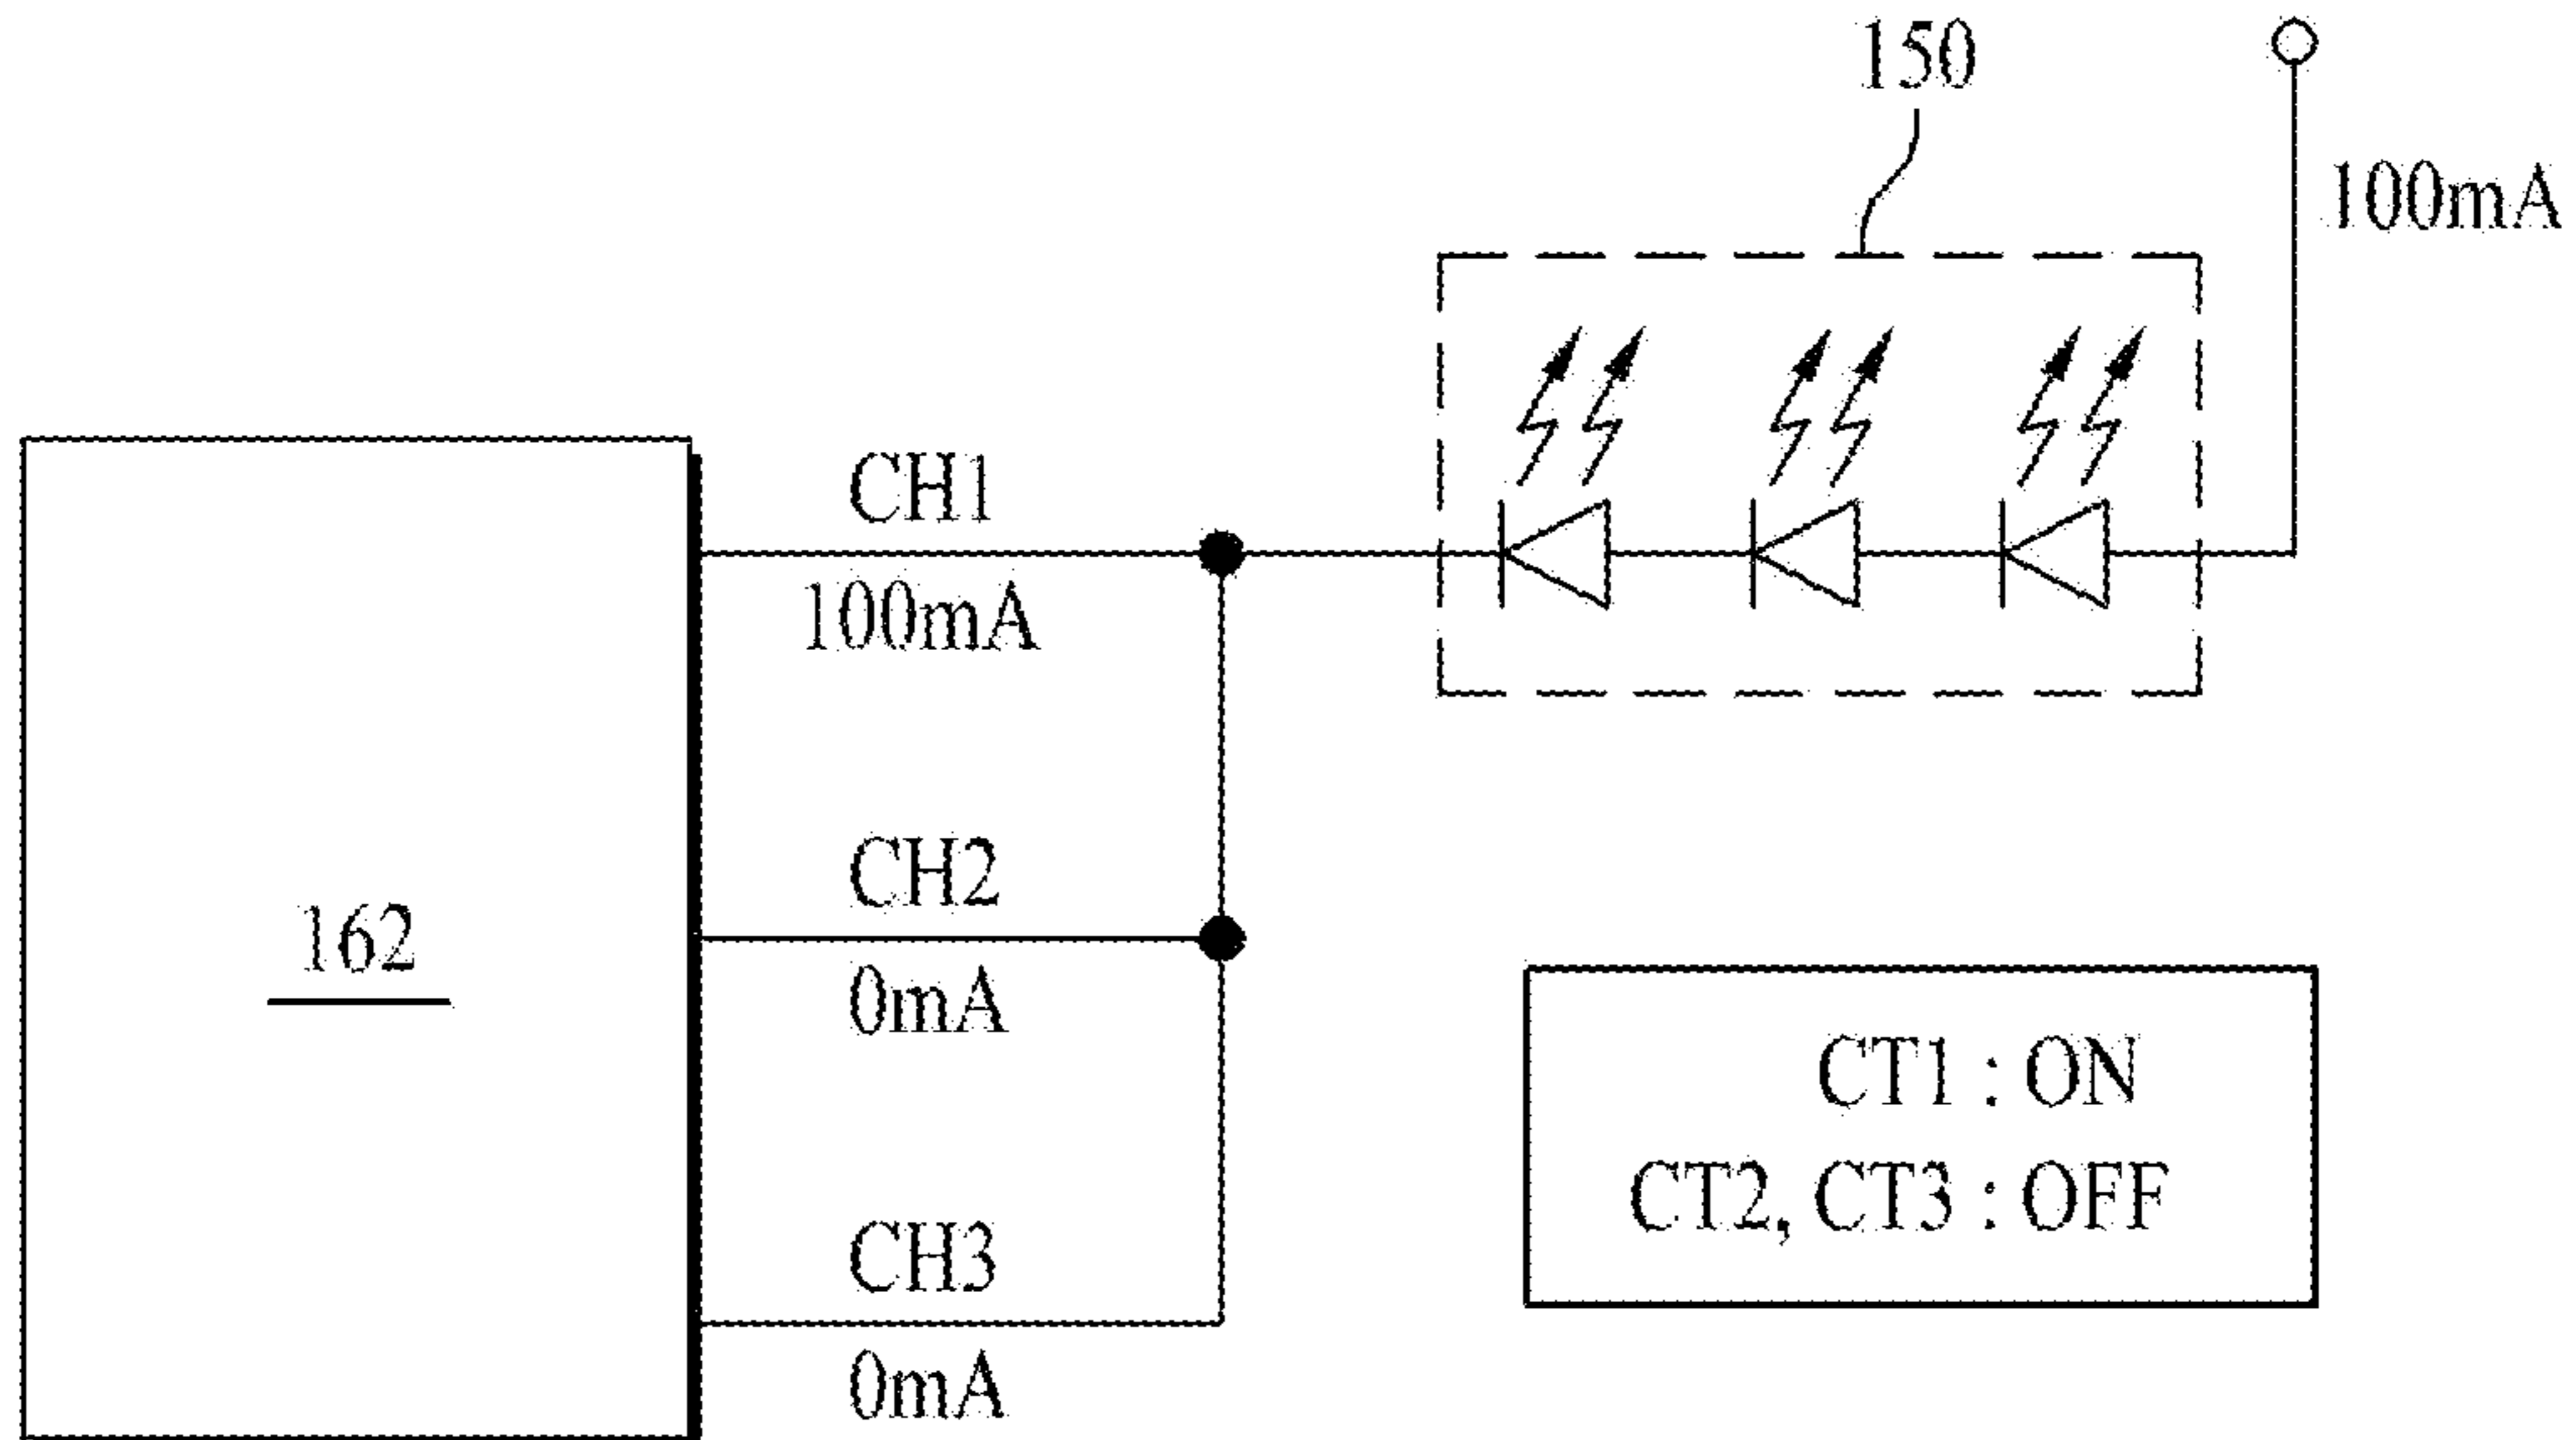 150
100mA
CH1
100mA
CH2
162
0mA
CT1 : ON
CT2, CT3 : OFF
CH3
0mA